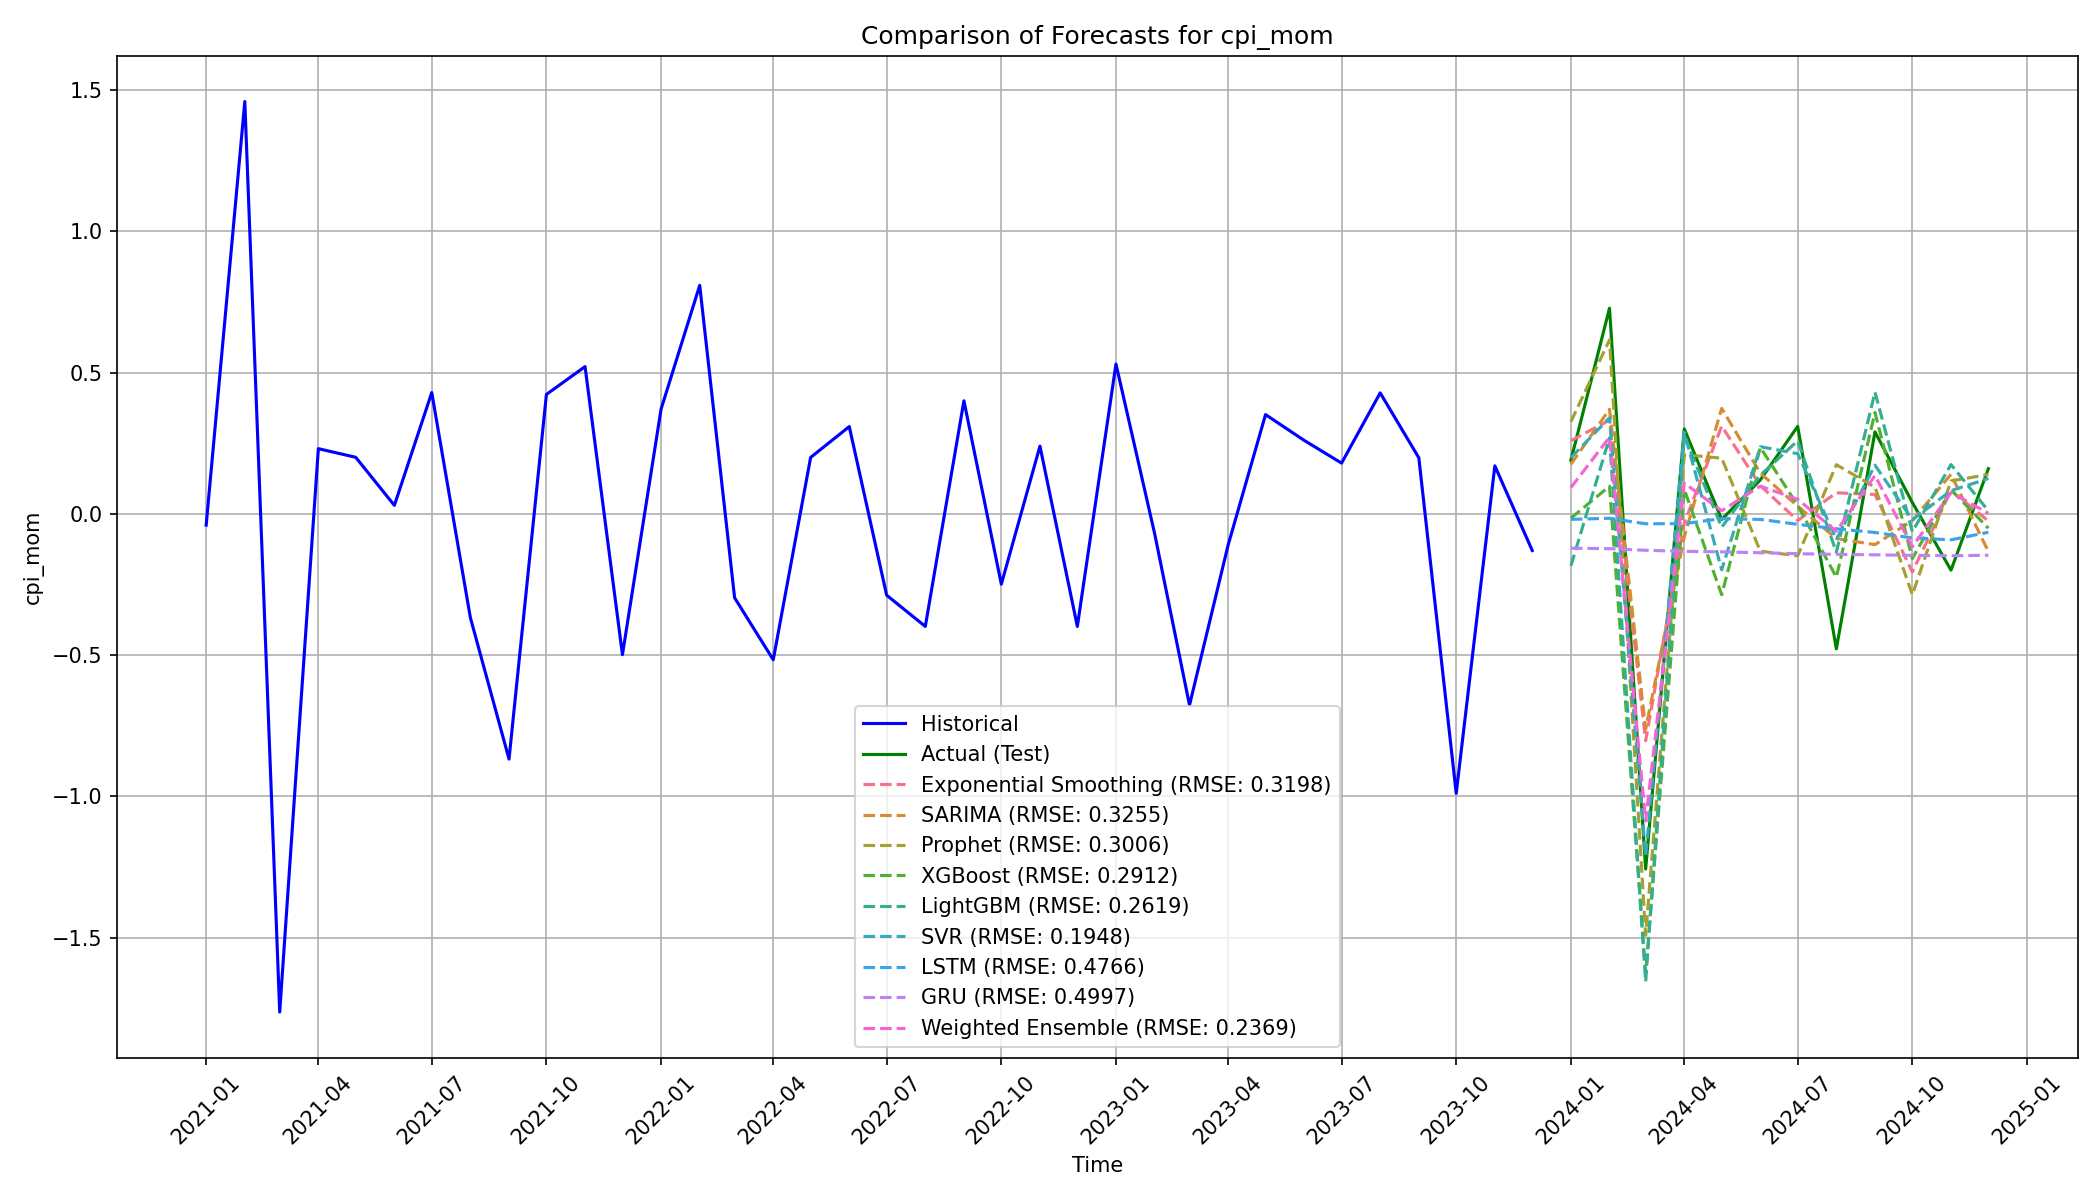 Comparison of Forecasts for cpi_mom
1.5
1.0
0.5
0.0
−0.5
−1.0
−1.5
cpi_mom
Historical
Actual (Test)
Exponential Smoothing (RMSE: 0.3198)
SARIMA (RMSE: 0.3255)
Prophet (RMSE: 0.3006)
XGBoost (RMSE: 0.2912)
LightGBM (RMSE: 0.2619)
SVR (RMSE: 0.1948)
LSTM (RMSE: 0.4766)
GRU (RMSE: 0.4997)
Weighted Ensemble (RMSE: 0.2369)
2021-01
2021-04
2021-07
2021-10
2022-01
2022-04
2022-07
2022-10
2023-01
2023-04
2023-07
2023-10
2024-01
2024-04
2024-07
2024-10
2025-01
Time